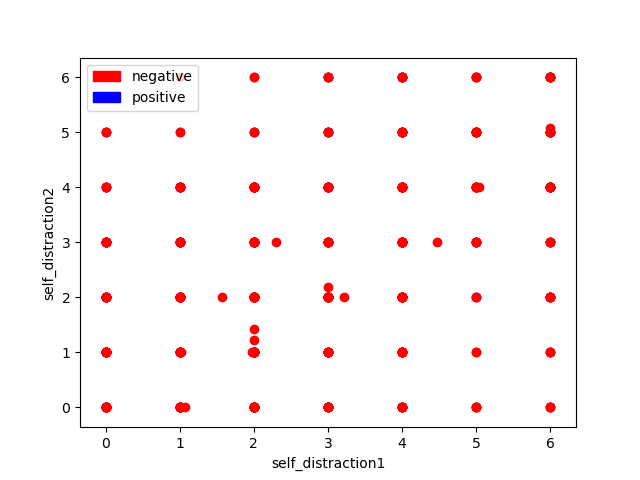 negative
positive
6
5
4
3
2
1
0
self_distraction2
0 1 2 3 4 5 6
self_distraction1